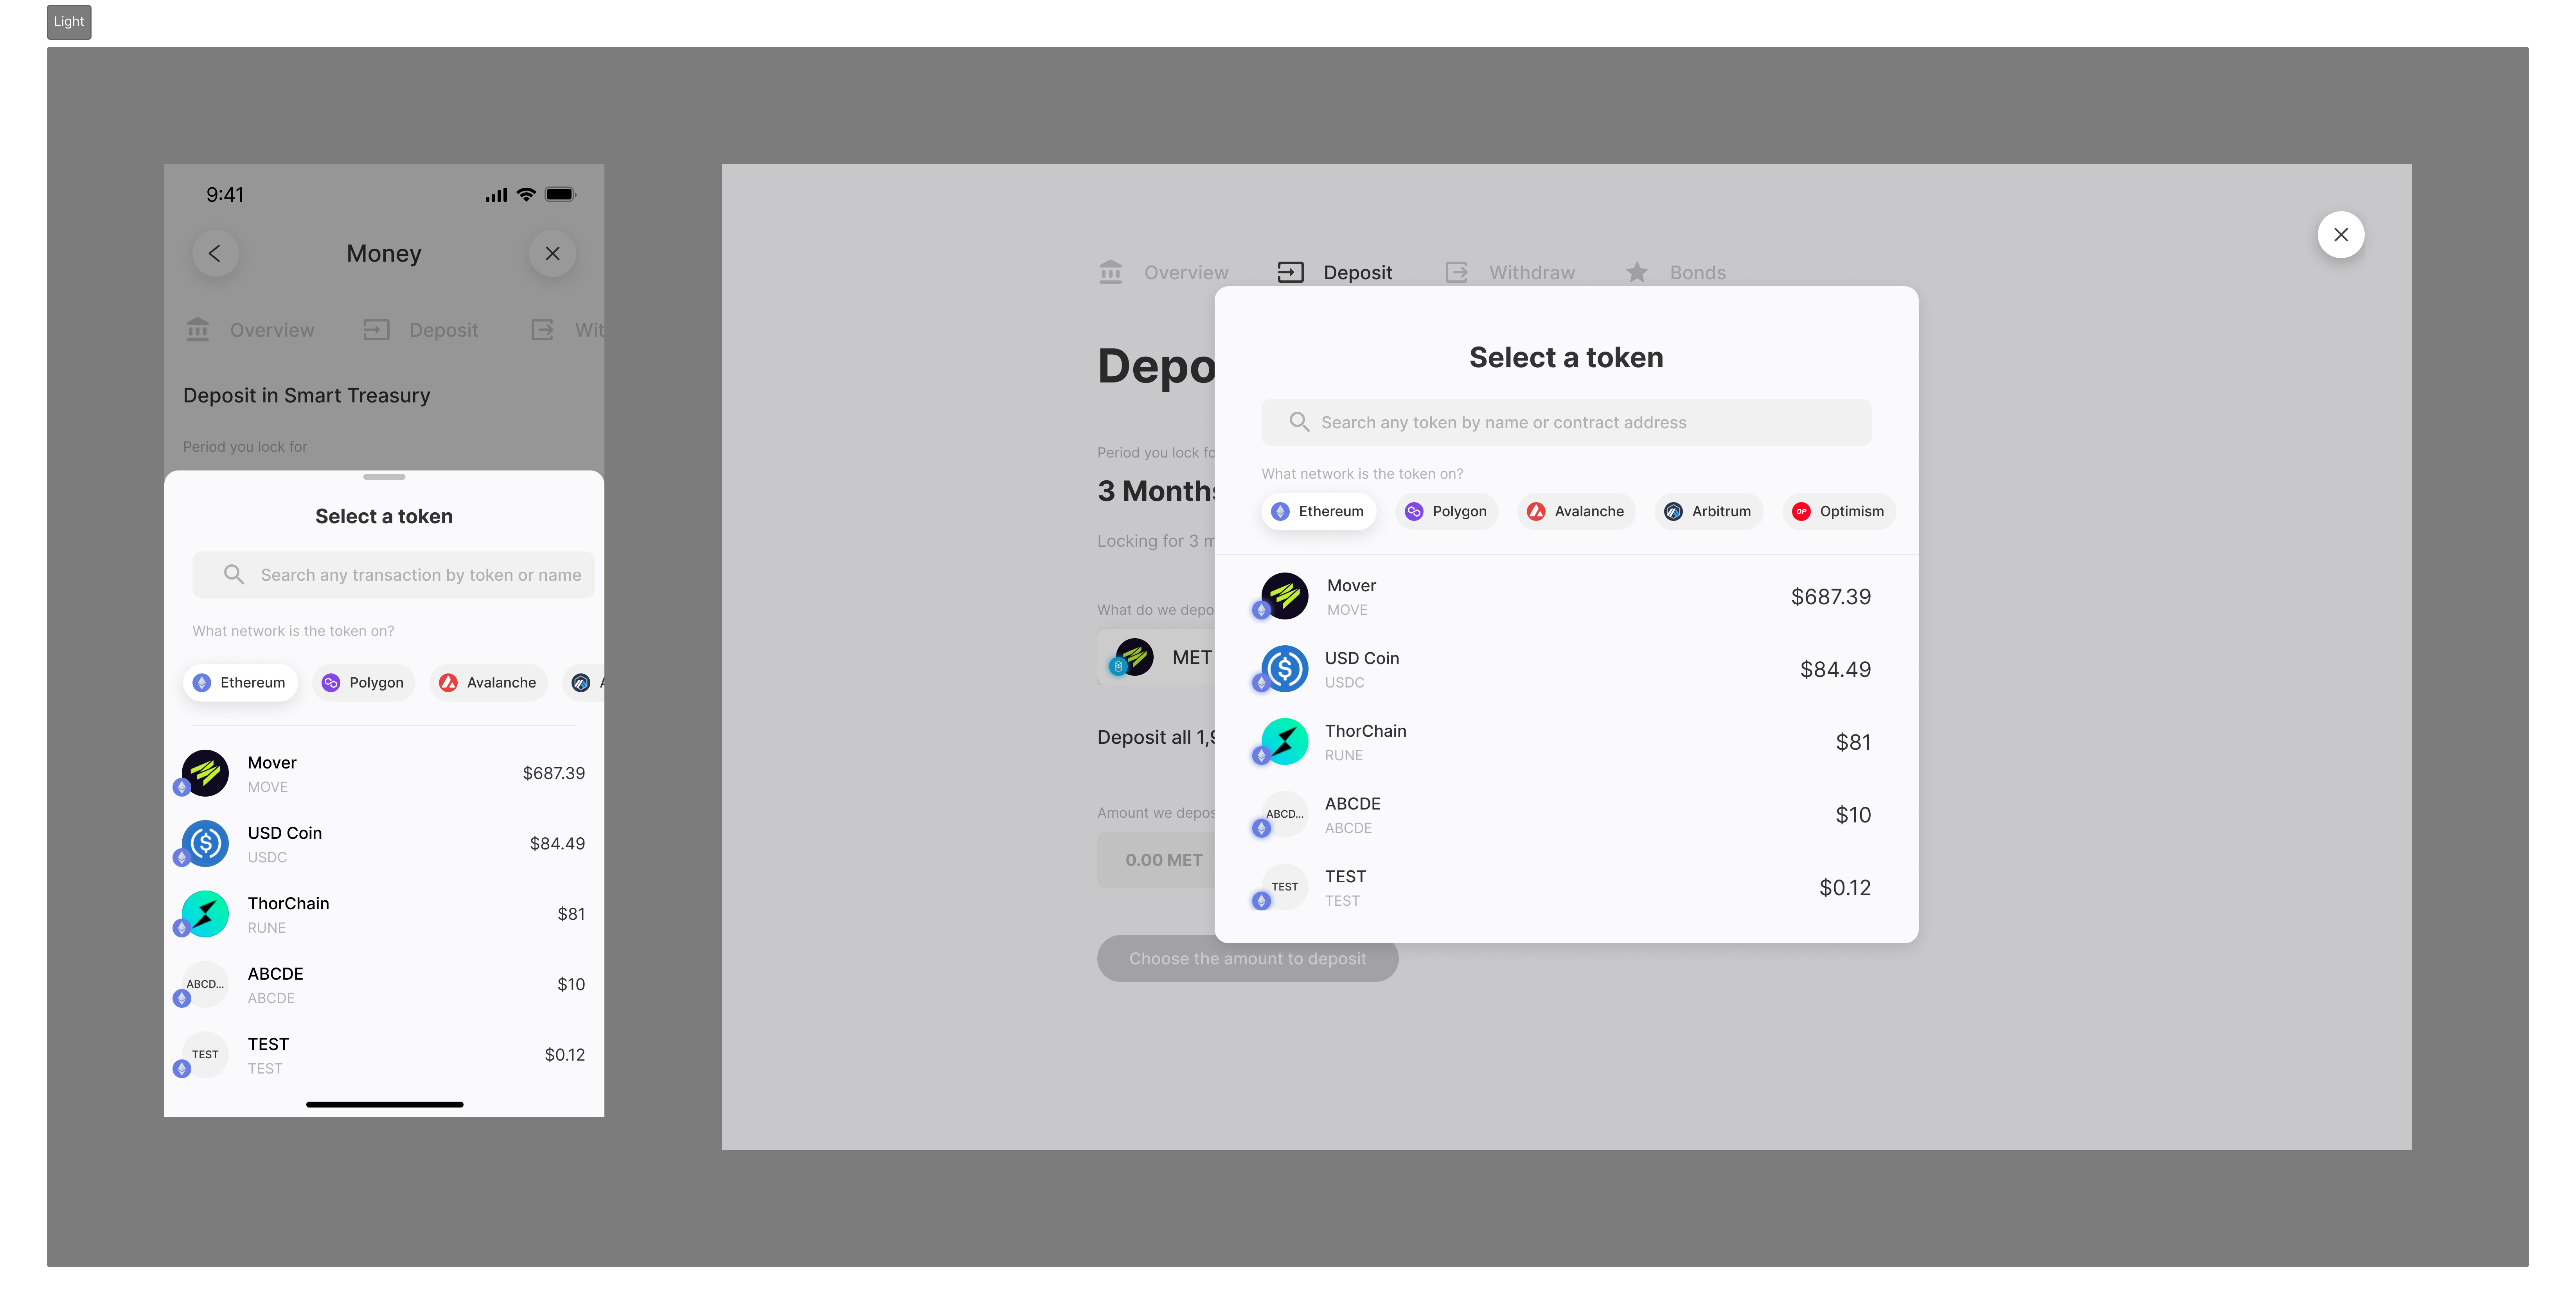 Light
9:41
Money
Overview
Deposit
Wit
Deposit in Smart Treasury
Period you lock for
Select a token
Search any transaction by token or name
What network is the token on?
Ethereum
Polygon
Avalanche
A
Mover
MOVE
$687.39
USD Coin
USDC
$84.49
ThorChain
RUNE
$81
ABCD...
ABCDE
ABCDE
$10
TEST
TEST
TEST
$0.12
Overview
Deposit
Withdraw
Bonds
Depo
Period you lock fo
3 Months
Locking for 3 m
What do we depo
MET
Deposit all 1,9
Amount we depos
0.00 MET
Choose the amount to deposit
Select a token
Search any token by name or contract address
What network is the token on?
Ethereum
Polygon
Avalanche
Arbitrum
OP
Optimism
Mover
MOVE
$687.39
USD Coin
USDC
$84.49
ThorChain
RUNE
$81
ABCD...
ABCDE
ABCDE
$10
TEST
TEST
TEST
$0.12